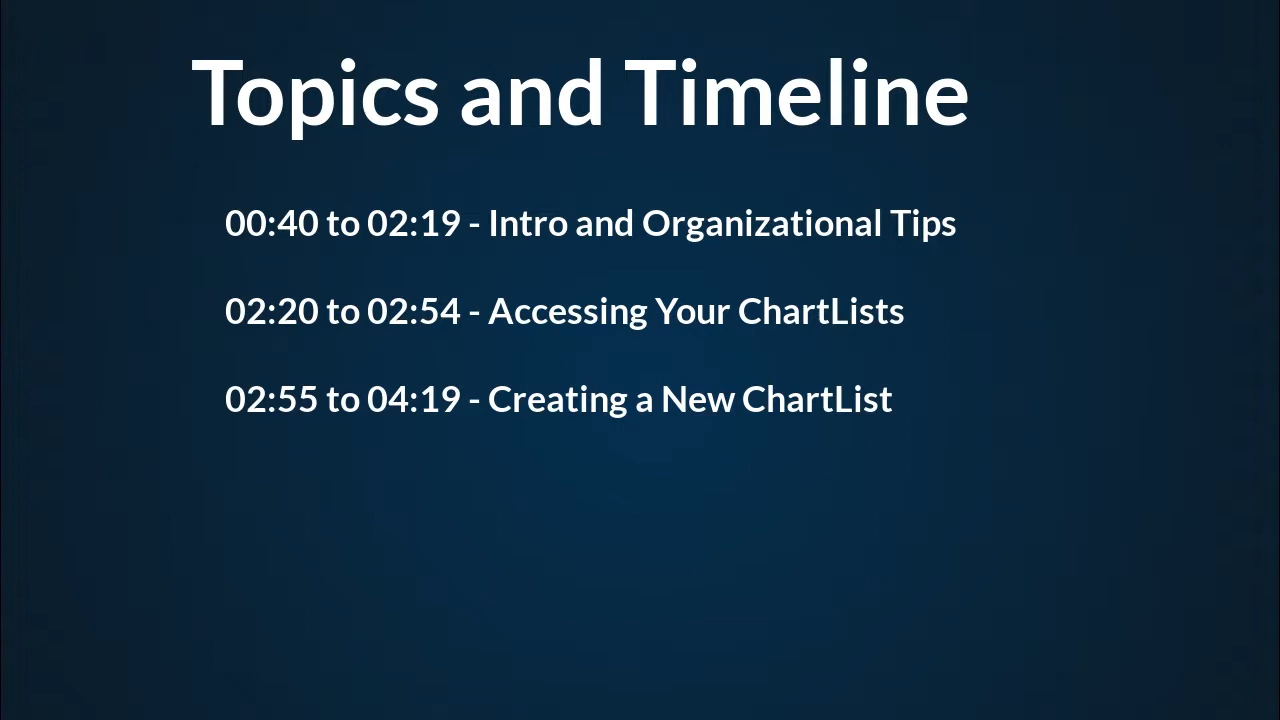 Topics and Timeline
00:40 to 02:19 - Intro and Organizational Tips
02:20 to 02:54 - Accessing Your ChartLists
02:55 to 04:19 - Creating a New ChartList